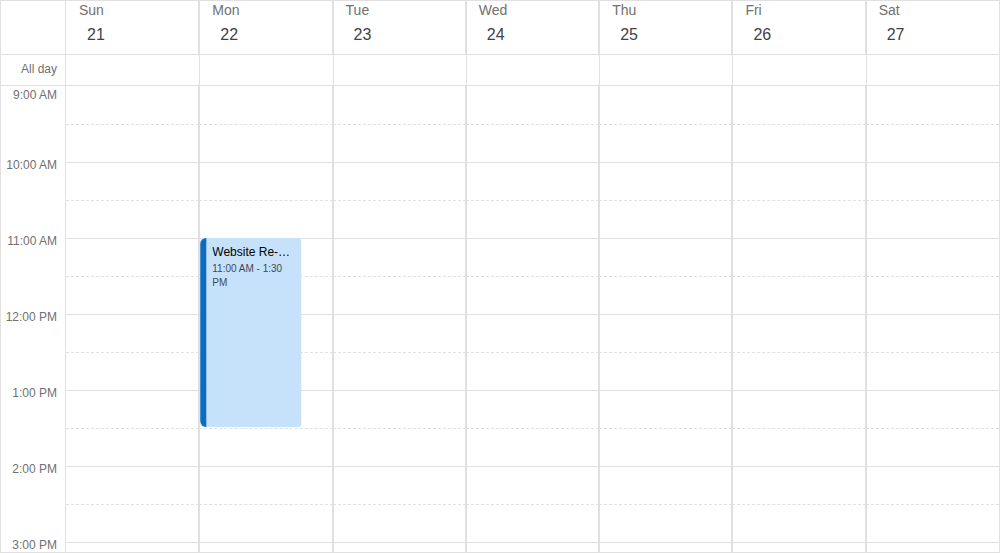 Sun Mon Tue Wed Thu Fri Sat
21 22 23 24 25 26 27
All day
9:00 AM
10:00 AM
11:00 AM
Website Re-...
11:00 AM - 1:30
PM
12:00 PM
1:00 PM
2:00 PM
3:00 PM